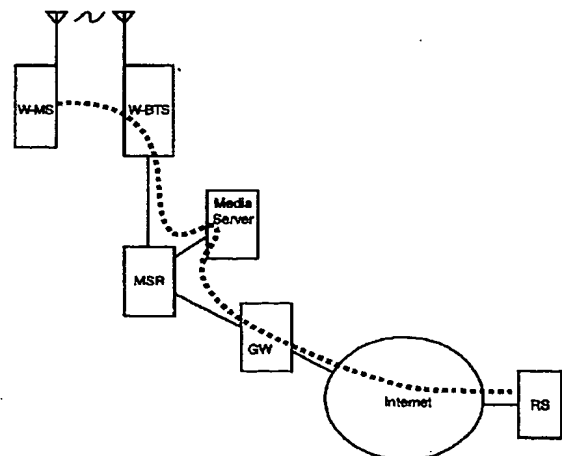 W-MS
W-BTS
Media
Server
MSR
GW
Internet
RS